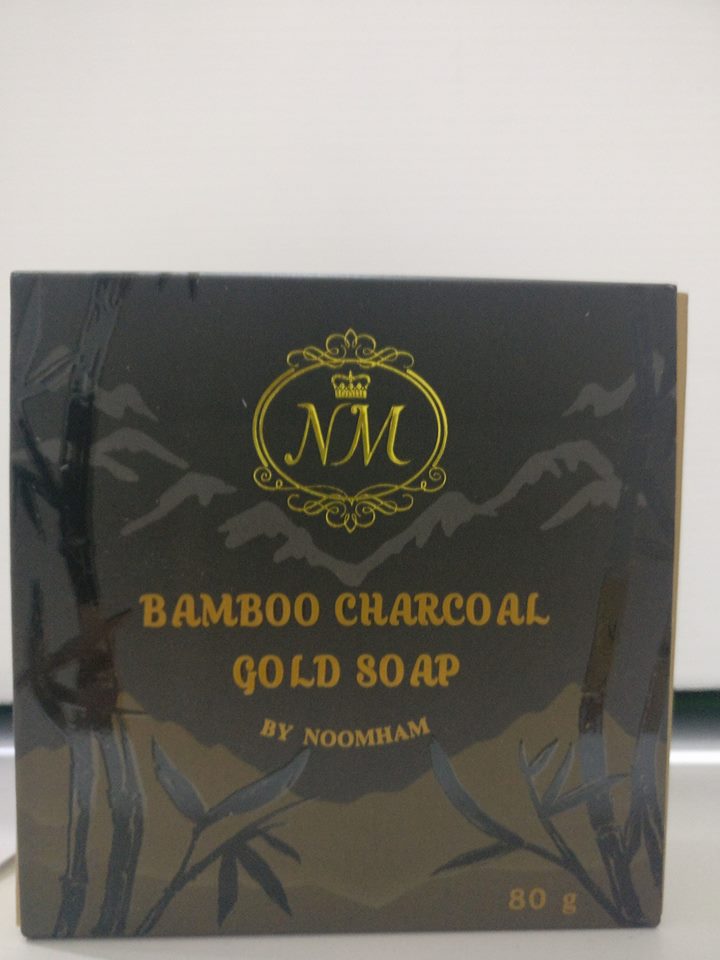 NM
BAMBOO CHARCOAL
GOLD SOAP
BY NOOMHAM
80 g